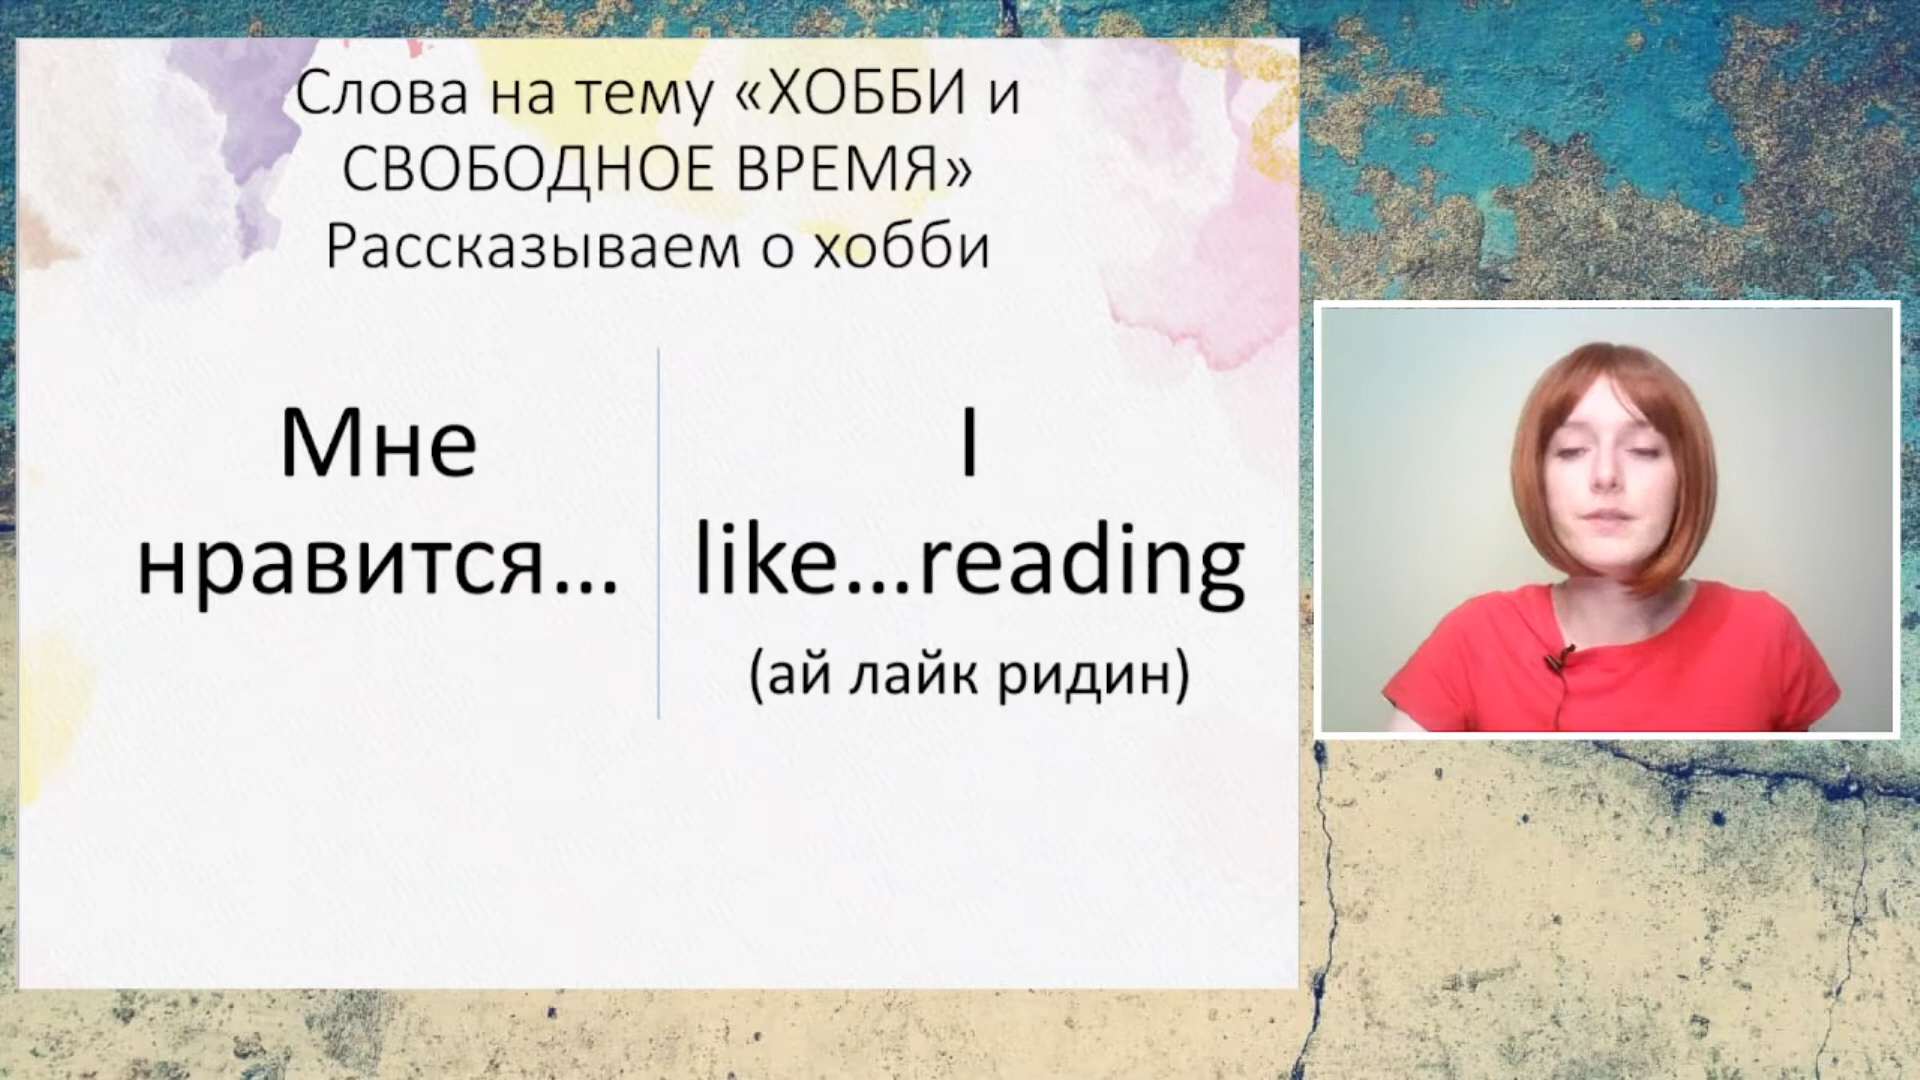 Слова на тему «ХОББИ и
СВОБОДНОЕ ВРЕМЯ»
Рассказываем о хобби
Мне
нравится...
I
like...reading
(ай лайк ридин)